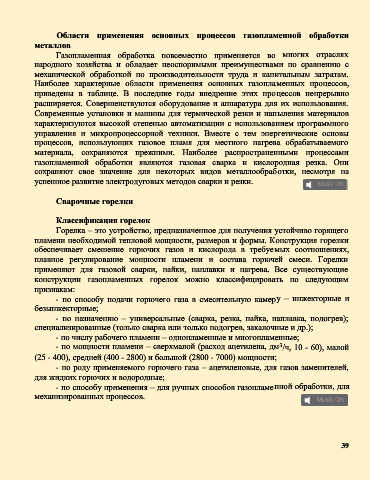 Области применения основных процессов газопламенной обработки
металлов
Газопламенная обработка повсеместно применяется во многих отраслях
народного хозяйства и обладает неоспоримыми преимуществами по сравнению с
механической обработкой по производительности труда и капитальным затратам.
Наиболее характерные области применения основных газопламенных процессов,
приведены в таблице. В последние годы внедрение этих процессов непрерывно
расширяется. Совершенствуются оборудование и аппаратура для их использования.
Современные установки и машины для термической резки и напыления материалов
характеризуются высокой степенью автоматизации с использованием программного
управления и микропроцессорной техники. Вместе с тем энергетические основы
процессов, использующих газовое пламя для местного нагрева обрабатываемого
материала, сохраняются прежними. Наиболее распространенными процессами
газопламенной обработки являются газовая сварка и кислородная резка. Они
сохраняют свое значение для некоторых видов металлообработки, несмотря на
успешное развитие электродуговых методов сварки и резки.
Сварочные горелки
Классификация горелок
Горелка – это устройство, предназначенное для получения устойчиво горящего
пламени необходимой тепловой мощности, размеров и формы. Конструкция горелки
обеспечивает смешение горючих газов и кислорода в требуемых соотношениях,
плавное регулирование мощности пламени и состава горючей смеси. Горелки
применяют для газовой сварки, пайки, наплавки и нагрева. Все существующие
конструкции газопламенных горелок можно классифицировать по следующим
признакам:
- по способу подачи горючего газа в смесительную камеру – инжекторные и
безынжекторные;
- по назначению – универсальные (сварка, резка, пайка, наплавка, подогрев);
специализированные (только сварка или только подогрев, закалочные и др.);
- по числу рабочего пламени – однопламенные и многопламенные;
- по мощности пламени – сверхмалой (расход ацетилена, дм³/ч, 10 - 60), малой
(25 - 400), средней (400 - 2800) и большой (2800 - 7000) мощности;
- по роду применяемого горючего газа – ацетиленовые, для газов заменителей,
для жидких горючих и водородные;
- по способу применения – для ручных способов газопламенной обработки, для
механизированных процессов.
39